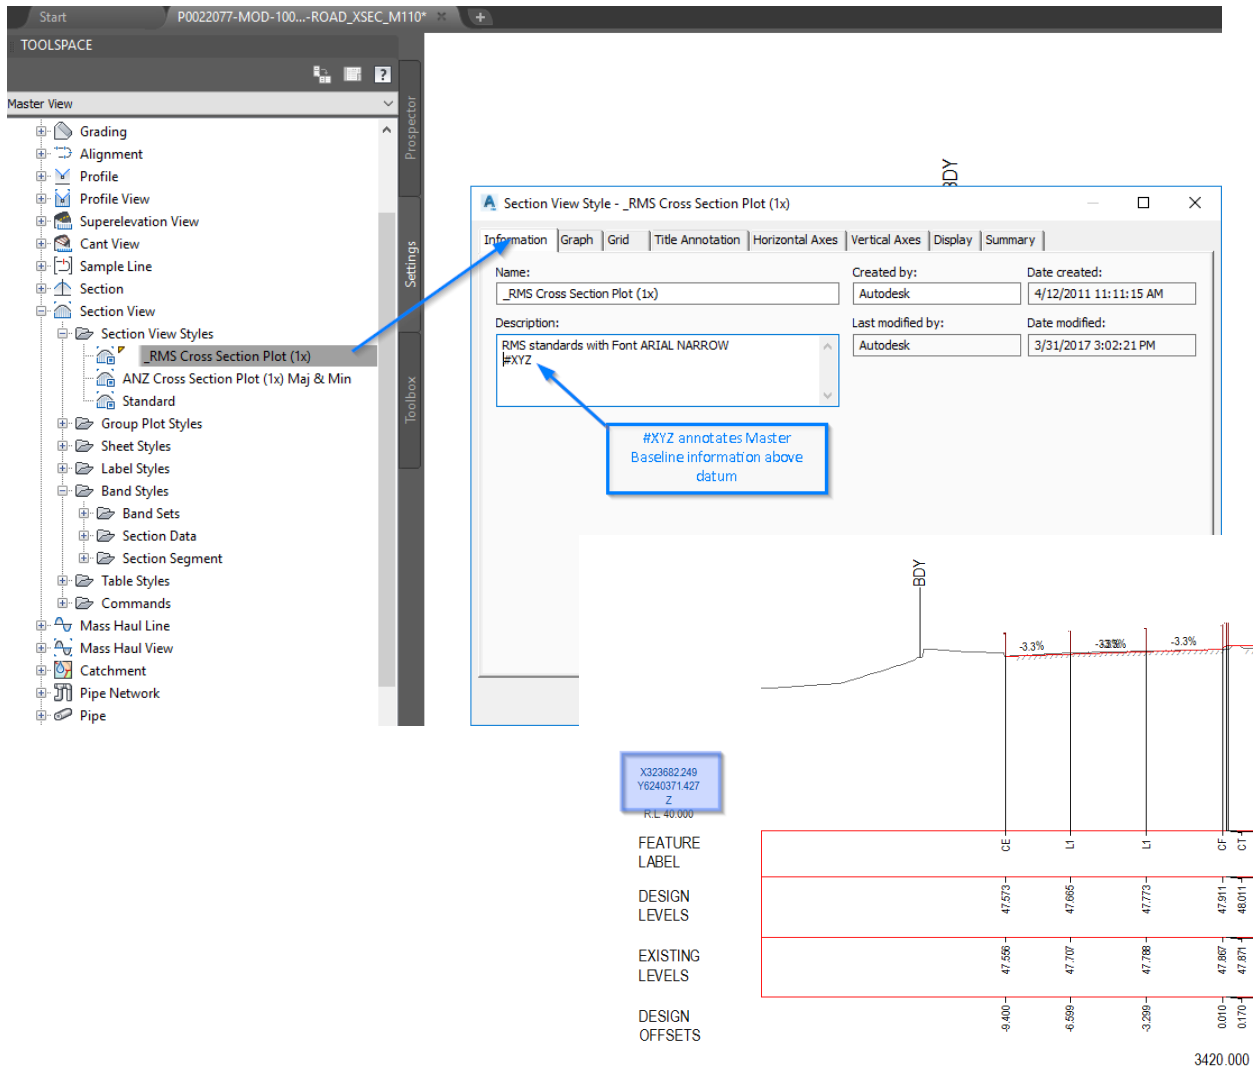 Start
P0022077-MOD-100...-ROAD_XSEC_M110*
TOOLSPACE
Master View
Prospector
Settings
Toolbox
Grading
Alignment
Profile
Profile View
Superelevation View
Cant View
Sample Line
Section
Section View
Section View Styles
_RMS Cross Section Plot (1x)
ANZ Cross Section Plot (1x) Maj & Min
Standard
Group Plot Styles
Sheet Styles
Label Styles
Band Styles
Band Sets
Section Data
Section Segment
Table Styles
Commands
Mass Haul Line
Mass Haul View
Catchment
Pipe Network
Pipe
BDY
Section View Style - _RMS Cross Section Plot (1x)
Information Graph Grid Title Annotation Horizontal Axes Vertical Axes Display Summary
Name: Created by: Date created:
_RMS Cross Section Plot (1x) Autodesk 4/12/2011 11:11:15 AM
Description: Last modified by: Date modified:
RMS standards with Font ARIAL NARROW Autodesk 3/31/2017 3:02:21 PM
#XYZ
#XYZ annotates Master
Baseline information above
datum
BDY
-3.3% -3.3% -3.3%
X323682.249
Y6240371.427
Z
R.L 40.000
FEATURE
LABEL
CE L1 L1 CF CT
DESIGN
LEVELS
47.573 47.665 47.773 47.911 48.011
EXISTING
LEVELS
47.556 47.707 47.788 47.867 47.871
DESIGN
OFFSETS
-9.400 -6.599 -3.299 0.010 0.170
3420.000